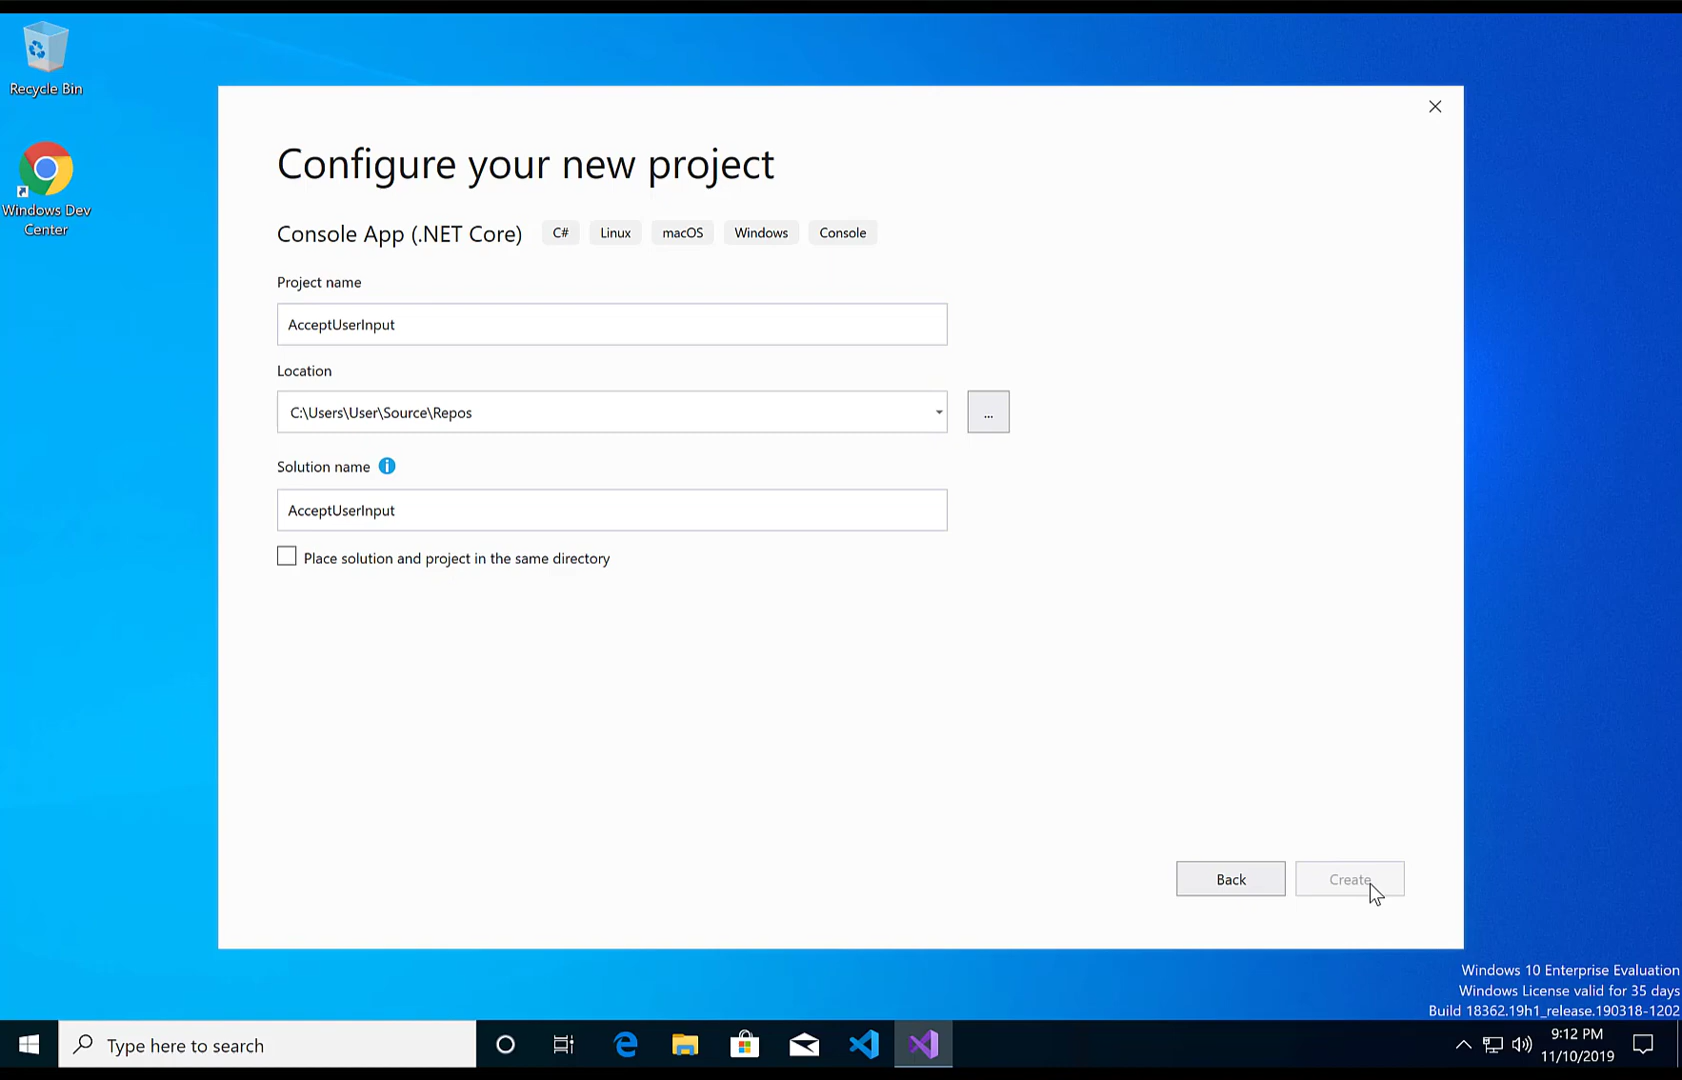 Recycle Bin
Windows Dev
Center
Configure your new project
Console App (.NET Core)
C#
Linux
macOS
Windows
Console
Project name
AcceptUserInput
Location
C:\Users\User\Source\Repos
...
Solution name
AcceptUserInput
Place solution and project in the same directory
Back
Create
Windows 10 Enterprise Evaluation
Windows License valid for 35 days
Build 18362.19h1_release.190318-1202
Type here to search
9:12 PM
11/10/2019